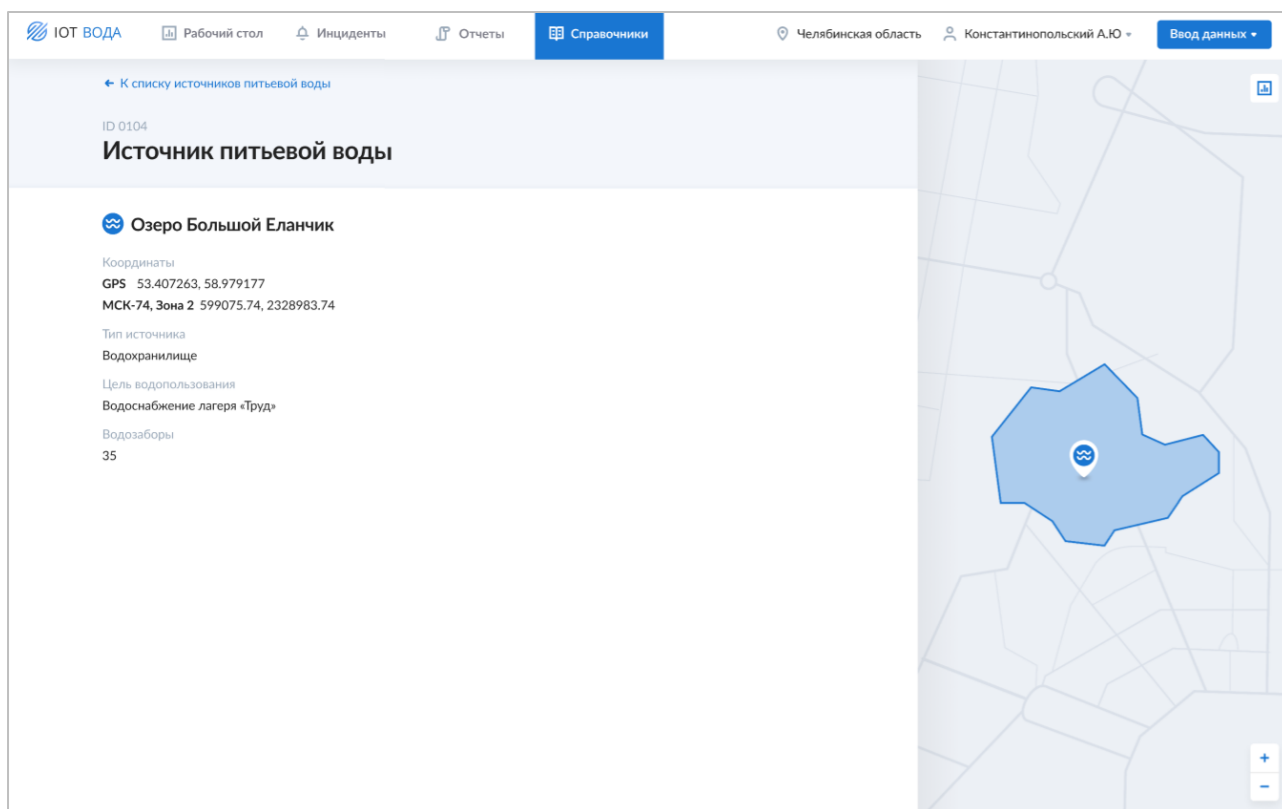 IOT ВОДА Рабочий стол Инциденты Отчеты Справочники Челябинская область Константинопольский А.Ю Ввод данных
К списку источников питьевой воды
ID 0104
Источник питьевой воды
Озеро Большой Еланчик
Координаты
GPS 53.407263, 58.979177
МСК-74, Зона 2 599075.74, 2328983.74
Тип источника
Водохранилище
Цель водопользования
Водоснабжение лагеря «Труд»
Водозаборы
35